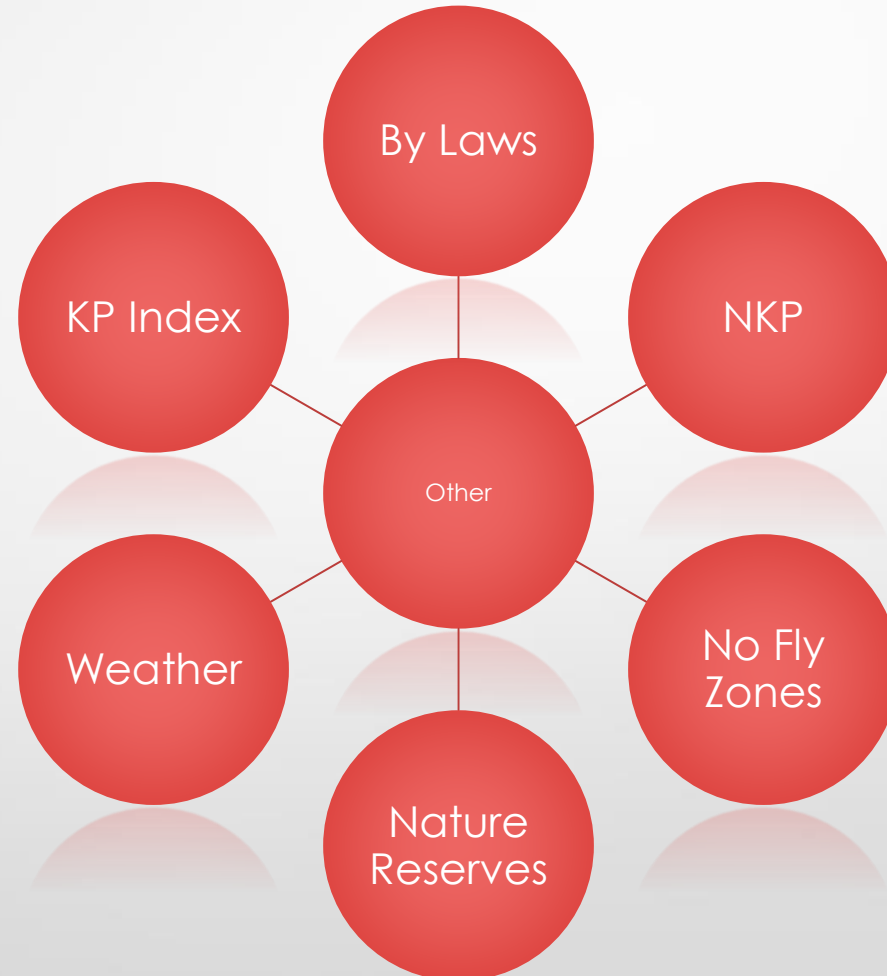 By Laws
KP Index
NKP
Other
Weather
No Fly
Zones
Nature
Reserves